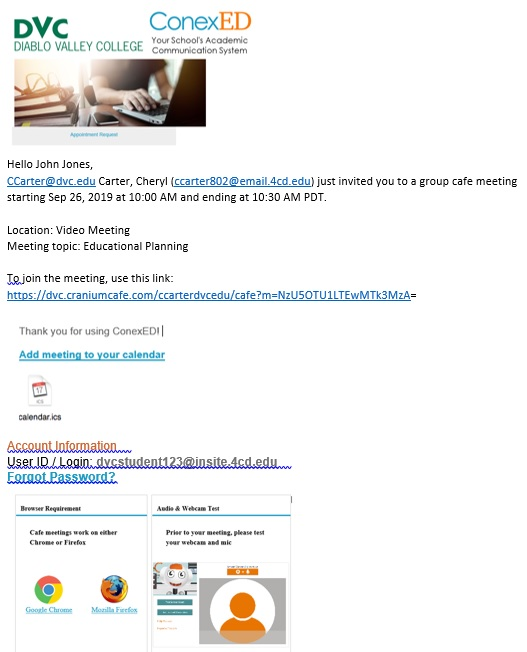 DVC
DIABLO VALLEY COLLEGE
ConexED
Your School's Academic
Communication System
Appointment Request
Hello John Jones,
CCarter@dvc.edu Carter, Cheryl (ccarter802@email.4cd.edu) just invited you to a group cafe meeting
starting Sep 26, 2019 at 10:00 AM and ending at 10:30 AM PDT.
Location: Video Meeting
Meeting topic: Educational Planning
To join the meeting, use this link:
https://dvc.craniumcafe.com/ccarterdvcedu/cafe?m=NzU5OTU1LTEwMTk3MzA=
Thank you for using ConexED!
Add meeting to your calendar
17
ICS
calendar.ics
Account Information
User ID / Login: dvcstudent123@insite.4cd.edu
Forgot Password?
Browser Requirement
Cafe meetings work on either
Chrome or Firefox
Google Chrome
Mozilla Firefox
Audio & Webcam Test
Prior to your meeting, please test
your webcam and mic